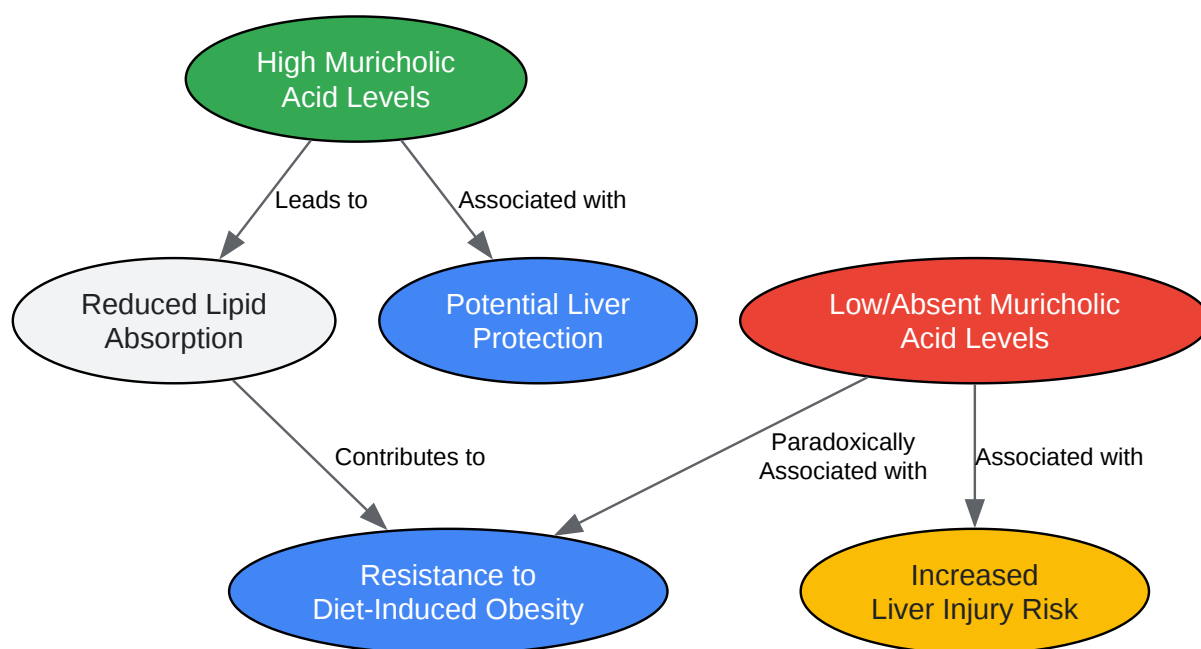 High Muricholic
Acid Levels
Leads to
Associated with
Reduced Lipid
Absorption
Potential Liver
Protection
Low/Absent Muricholic
Acid Levels
Contributes to
Paradoxically
Associated with
Associated with
Resistance to
Diet-Induced Obesity
Increased
Liver Injury Risk